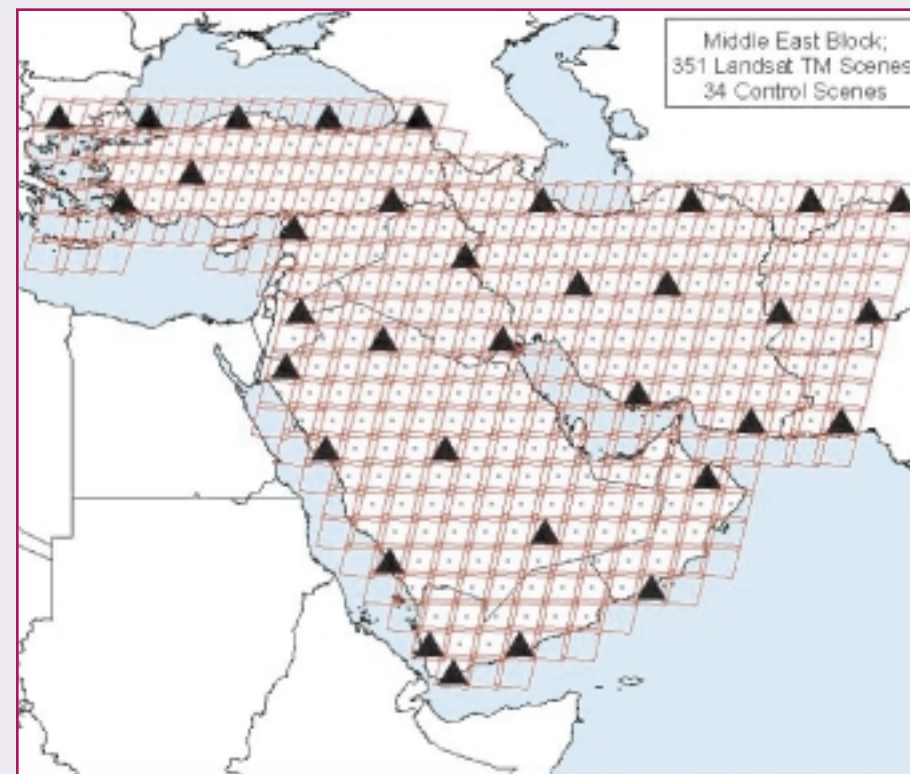 Middle East Block;
351 Landsat TM Scenes
34 Control Scenes